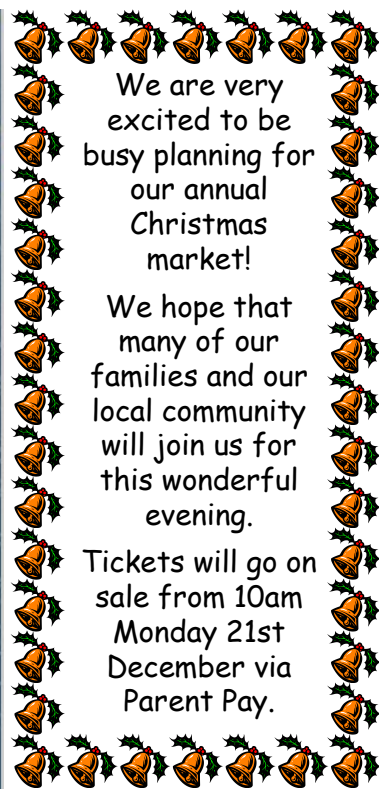 We are very
excited to be
busy planning for
our annual
Christmas
market!
We hope that
many of our
families and our
local community
will join us for
this wonderful
evening.
Tickets will go on
sale from 10am
Monday 21st
December via
Parent Pay.